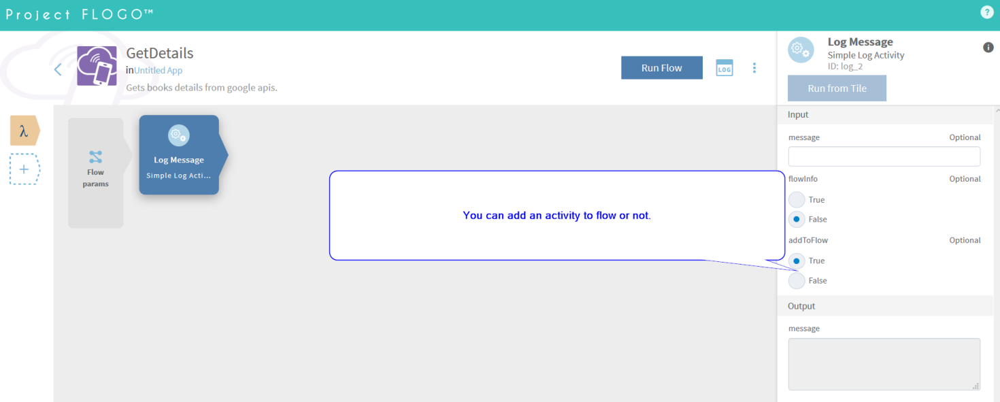 Project FLOGO™
?
GetDetails
inUntitled App
Gets books details from google apis.
Run Flow
LOG
Log Message
Simple Log Activity
ID: log_2
i
Run from Tile
λ
+
Flow
params
Log Message
Simple Log Acti...
You can add an activity to flow or not.
Input
message Optional
flowInfo Optional
True
False
addToFlow Optional
True
False
Output
message